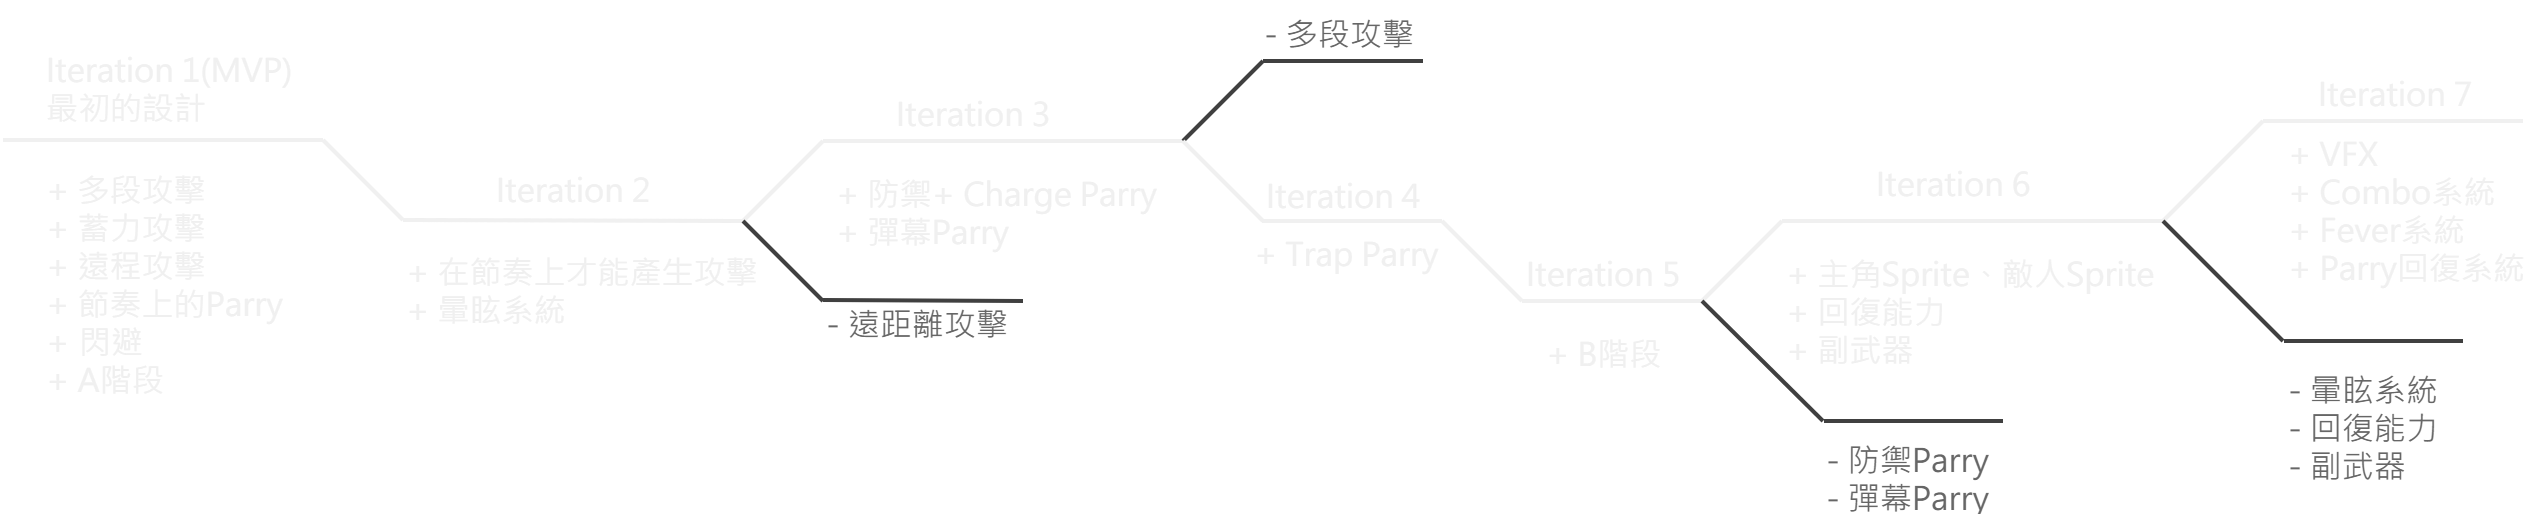 Iteration 1(MVP)
最初的設計
+ 多段攻擊
+ 蓄力攻擊
+ 遠程攻擊
+ 節奏上的Parry
+ 閃避
+ A階段
Iteration 2
+ 在節奏上才能產生攻擊
+ 暈眩系統
- 遠距離攻擊
Iteration 3
+ 防禦+ Charge Parry
+ 彈幕Parry
- 多段攻擊
Iteration 4
+ Trap Parry
Iteration 5
+ B階段
- 防禦Parry
- 彈幕Parry
Iteration 6
+ 主角Sprite、敵人Sprite
+ 回復能力
+ 副武器
Iteration 7
+ VFX
+ Combo系統
+ Fever系統
+ Parry回復系統
- 暈眩系統
- 回復能力
- 副武器